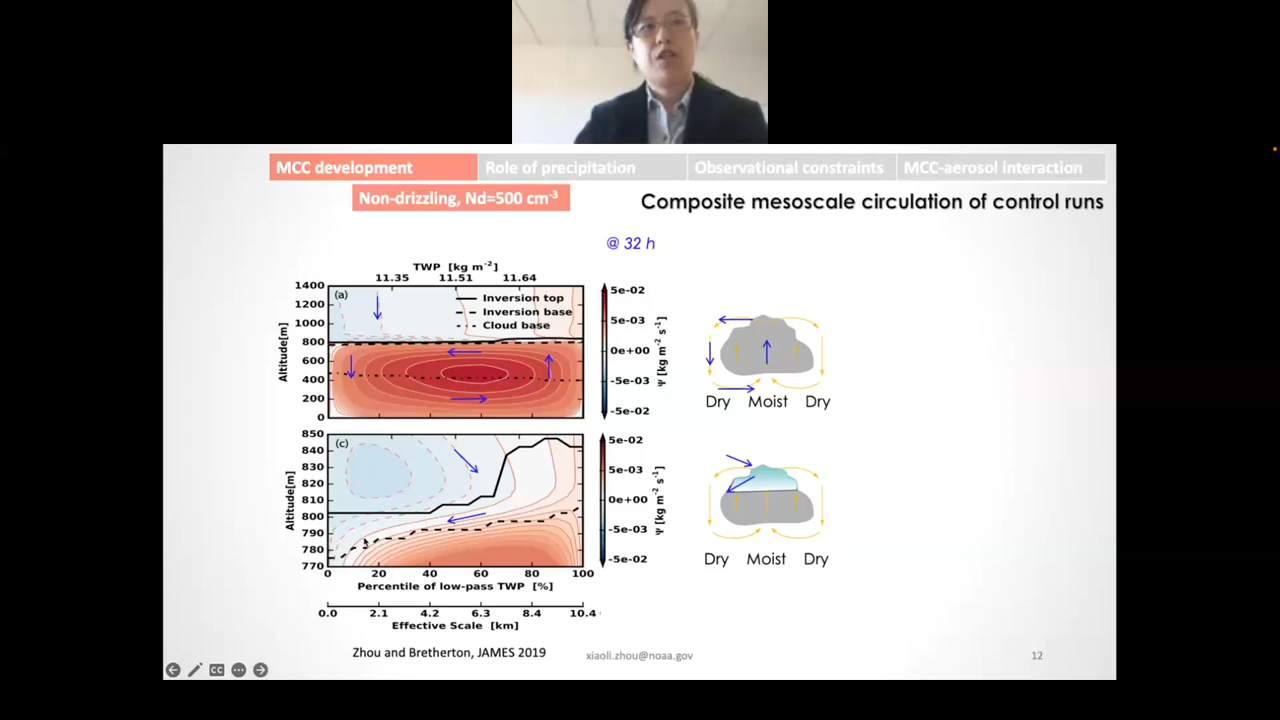 MCC development
Role of precipitation
Observational constraints
MCC-aerosol interaction
Non-drizzling, Nd=500 cm⁻³
Composite mesoscale circulation of control runs
@ 32 h
TWP [kg m⁻²]
11.35 11.51 11.64
(a)
Inversion top
Inversion base
Cloud base
Altitude[m]
1400
1200
1000
800
600
400
200
0
5e-02
5e-03
0e+00
-5e-03
-5e-02
Ψ [kg m⁻² s⁻¹]
Dry Moist Dry
(c)
Altitude[m]
850
840
830
820
810
800
790
780
770
5e-02
5e-03
0e+00
-5e-03
-5e-02
Ψ [kg m⁻² s⁻¹]
Dry Moist Dry
0 20 40 60 80 100
Percentile of low-pass TWP [%]
0.0 2.1 4.2 6.3 8.4 10.4
Effective Scale [km]
Zhou and Bretherton, JAMES 2019
xiaoli.zhou@noaa.gov
12
CC